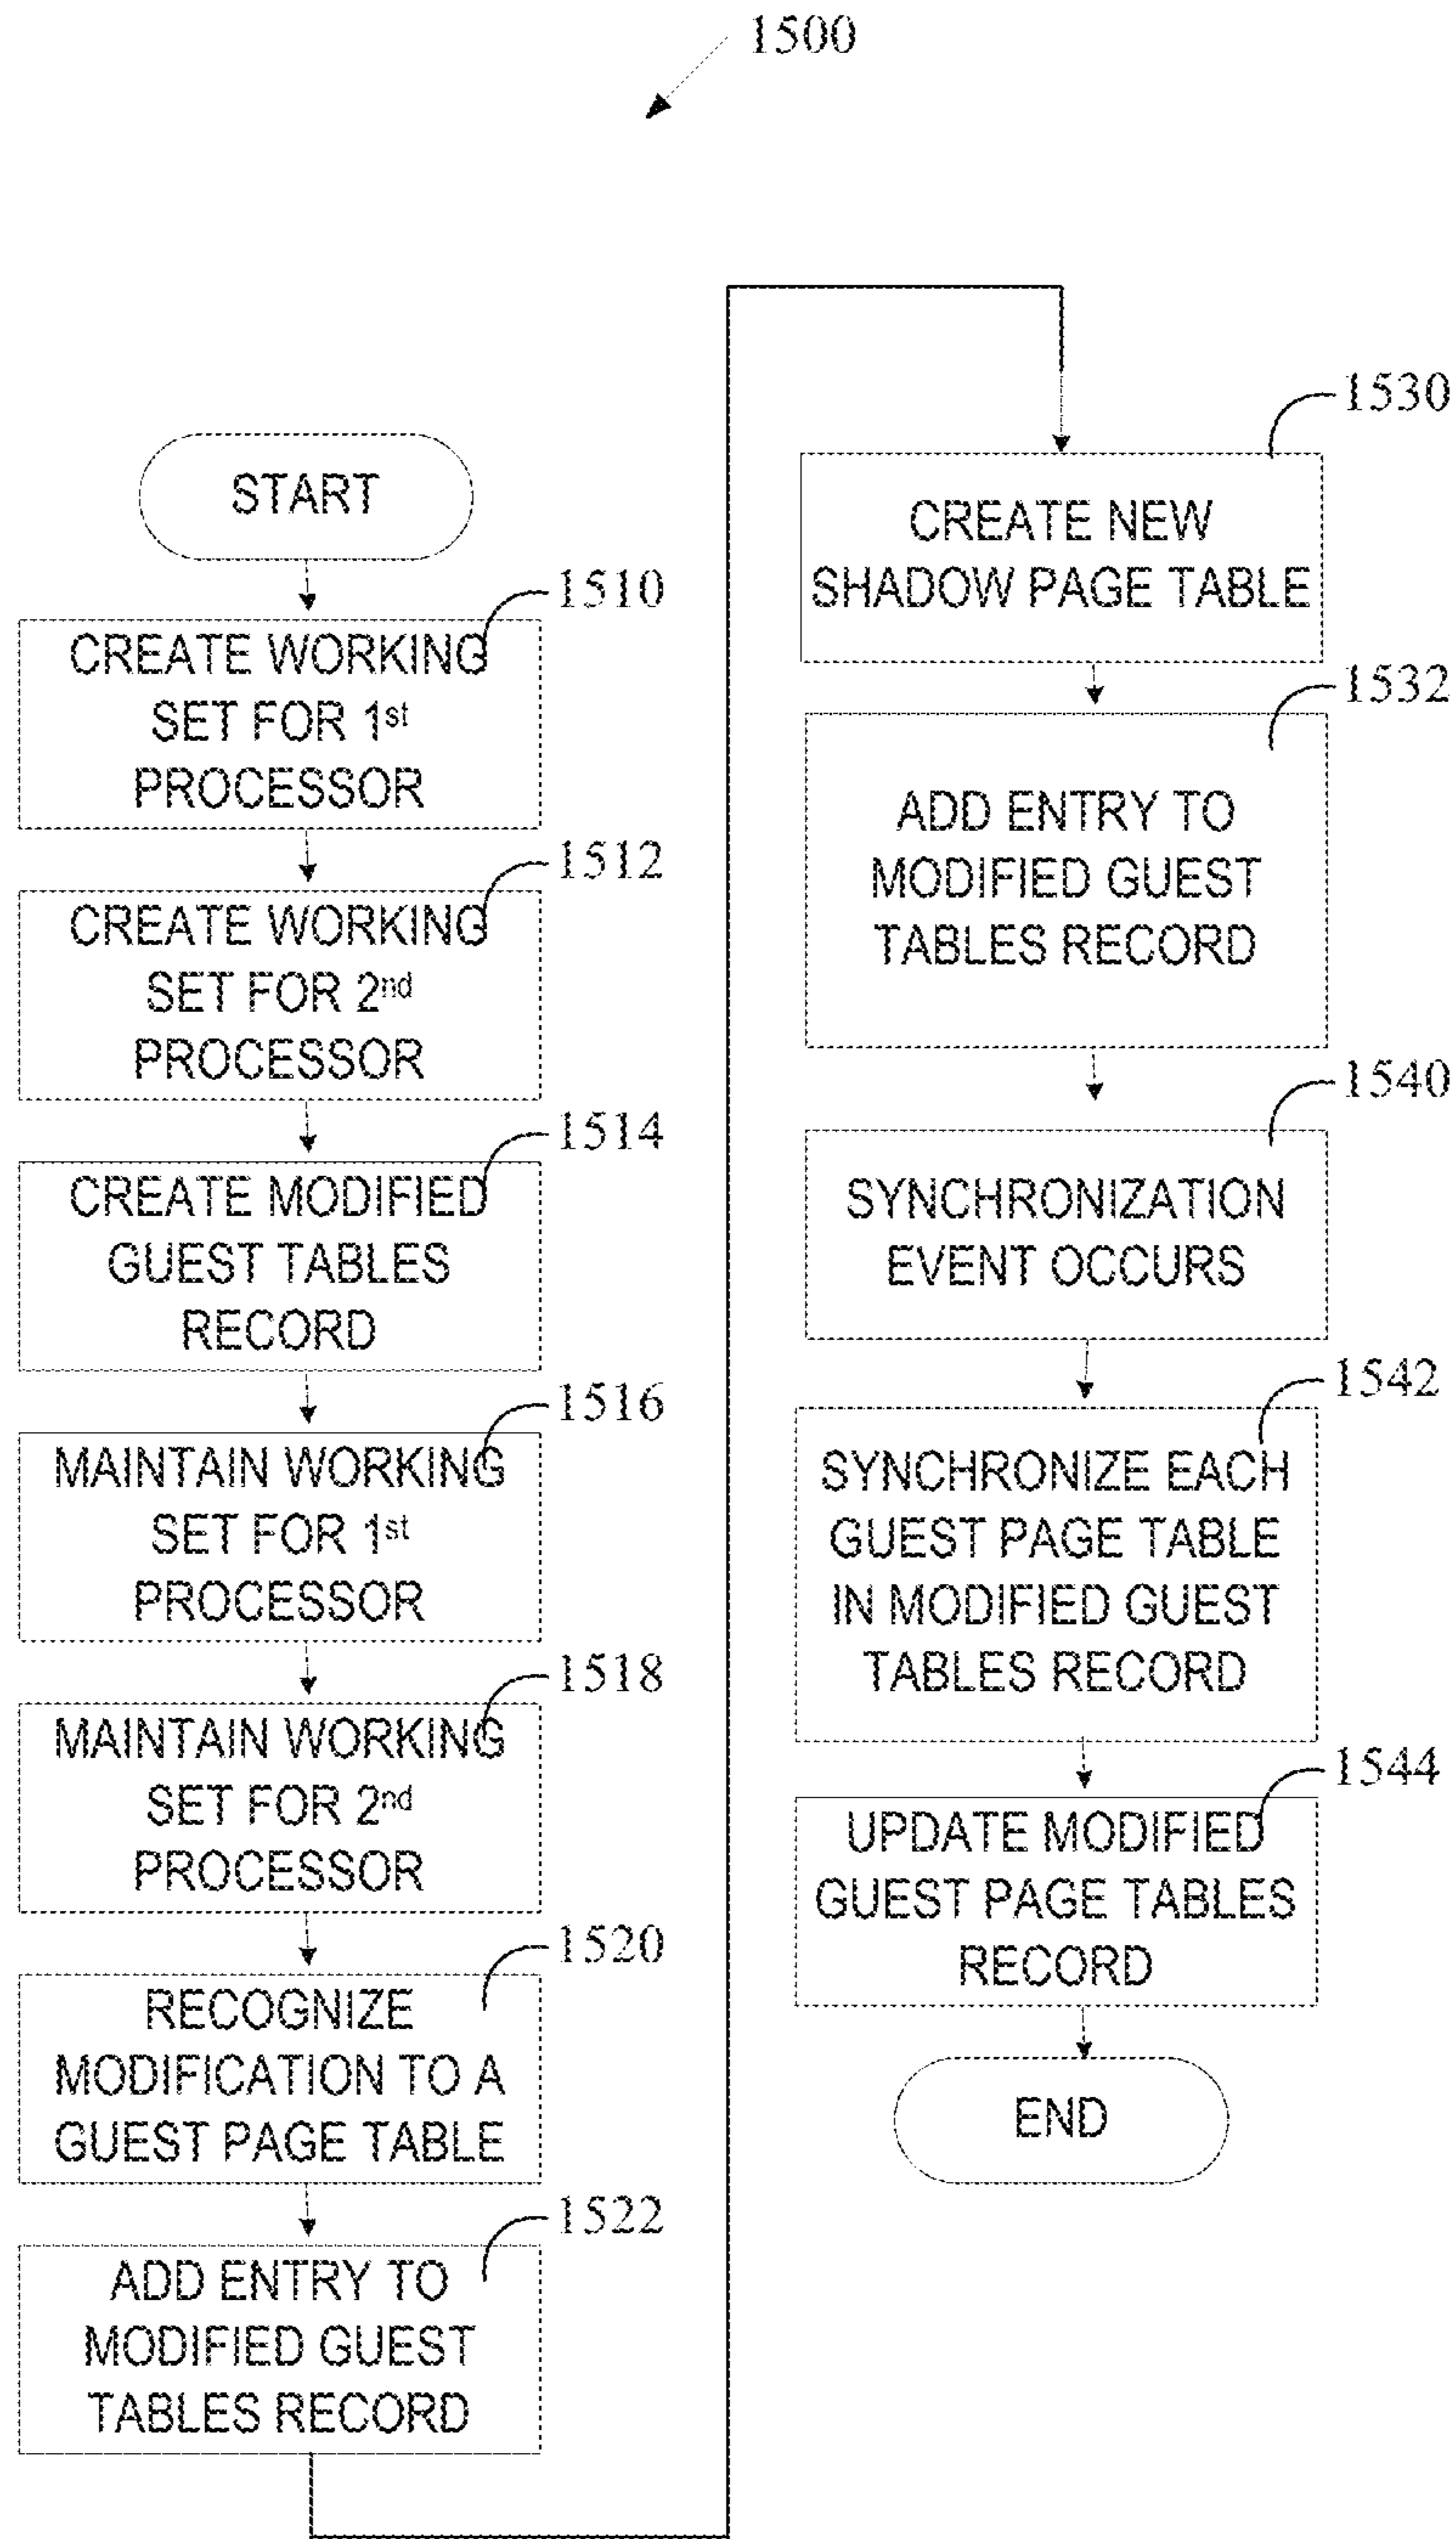 1500
START
1510
CREATE WORKING
SET FOR 1st
PROCESSOR
1512
CREATE WORKING
SET FOR 2nd
PROCESSOR
1514
CREATE MODIFIED
GUEST TABLES
RECORD
1516
MAINTAIN WORKING
SET FOR 1st
PROCESSOR
1518
MAINTAIN WORKING
SET FOR 2nd
PROCESSOR
1520
RECOGNIZE
MODIFICATION TO A
GUEST PAGE TABLE
1522
ADD ENTRY TO
MODIFIED GUEST
TABLES RECORD
1530
CREATE NEW
SHADOW PAGE TABLE
1532
ADD ENTRY TO
MODIFIED GUEST
TABLES RECORD
1540
SYNCHRONIZATION
EVENT OCCURS
1542
SYNCHRONIZE EACH
GUEST PAGE TABLE
IN MODIFIED GUEST
TABLES RECORD
1544
UPDATE MODIFIED
GUEST PAGE TABLES
RECORD
END